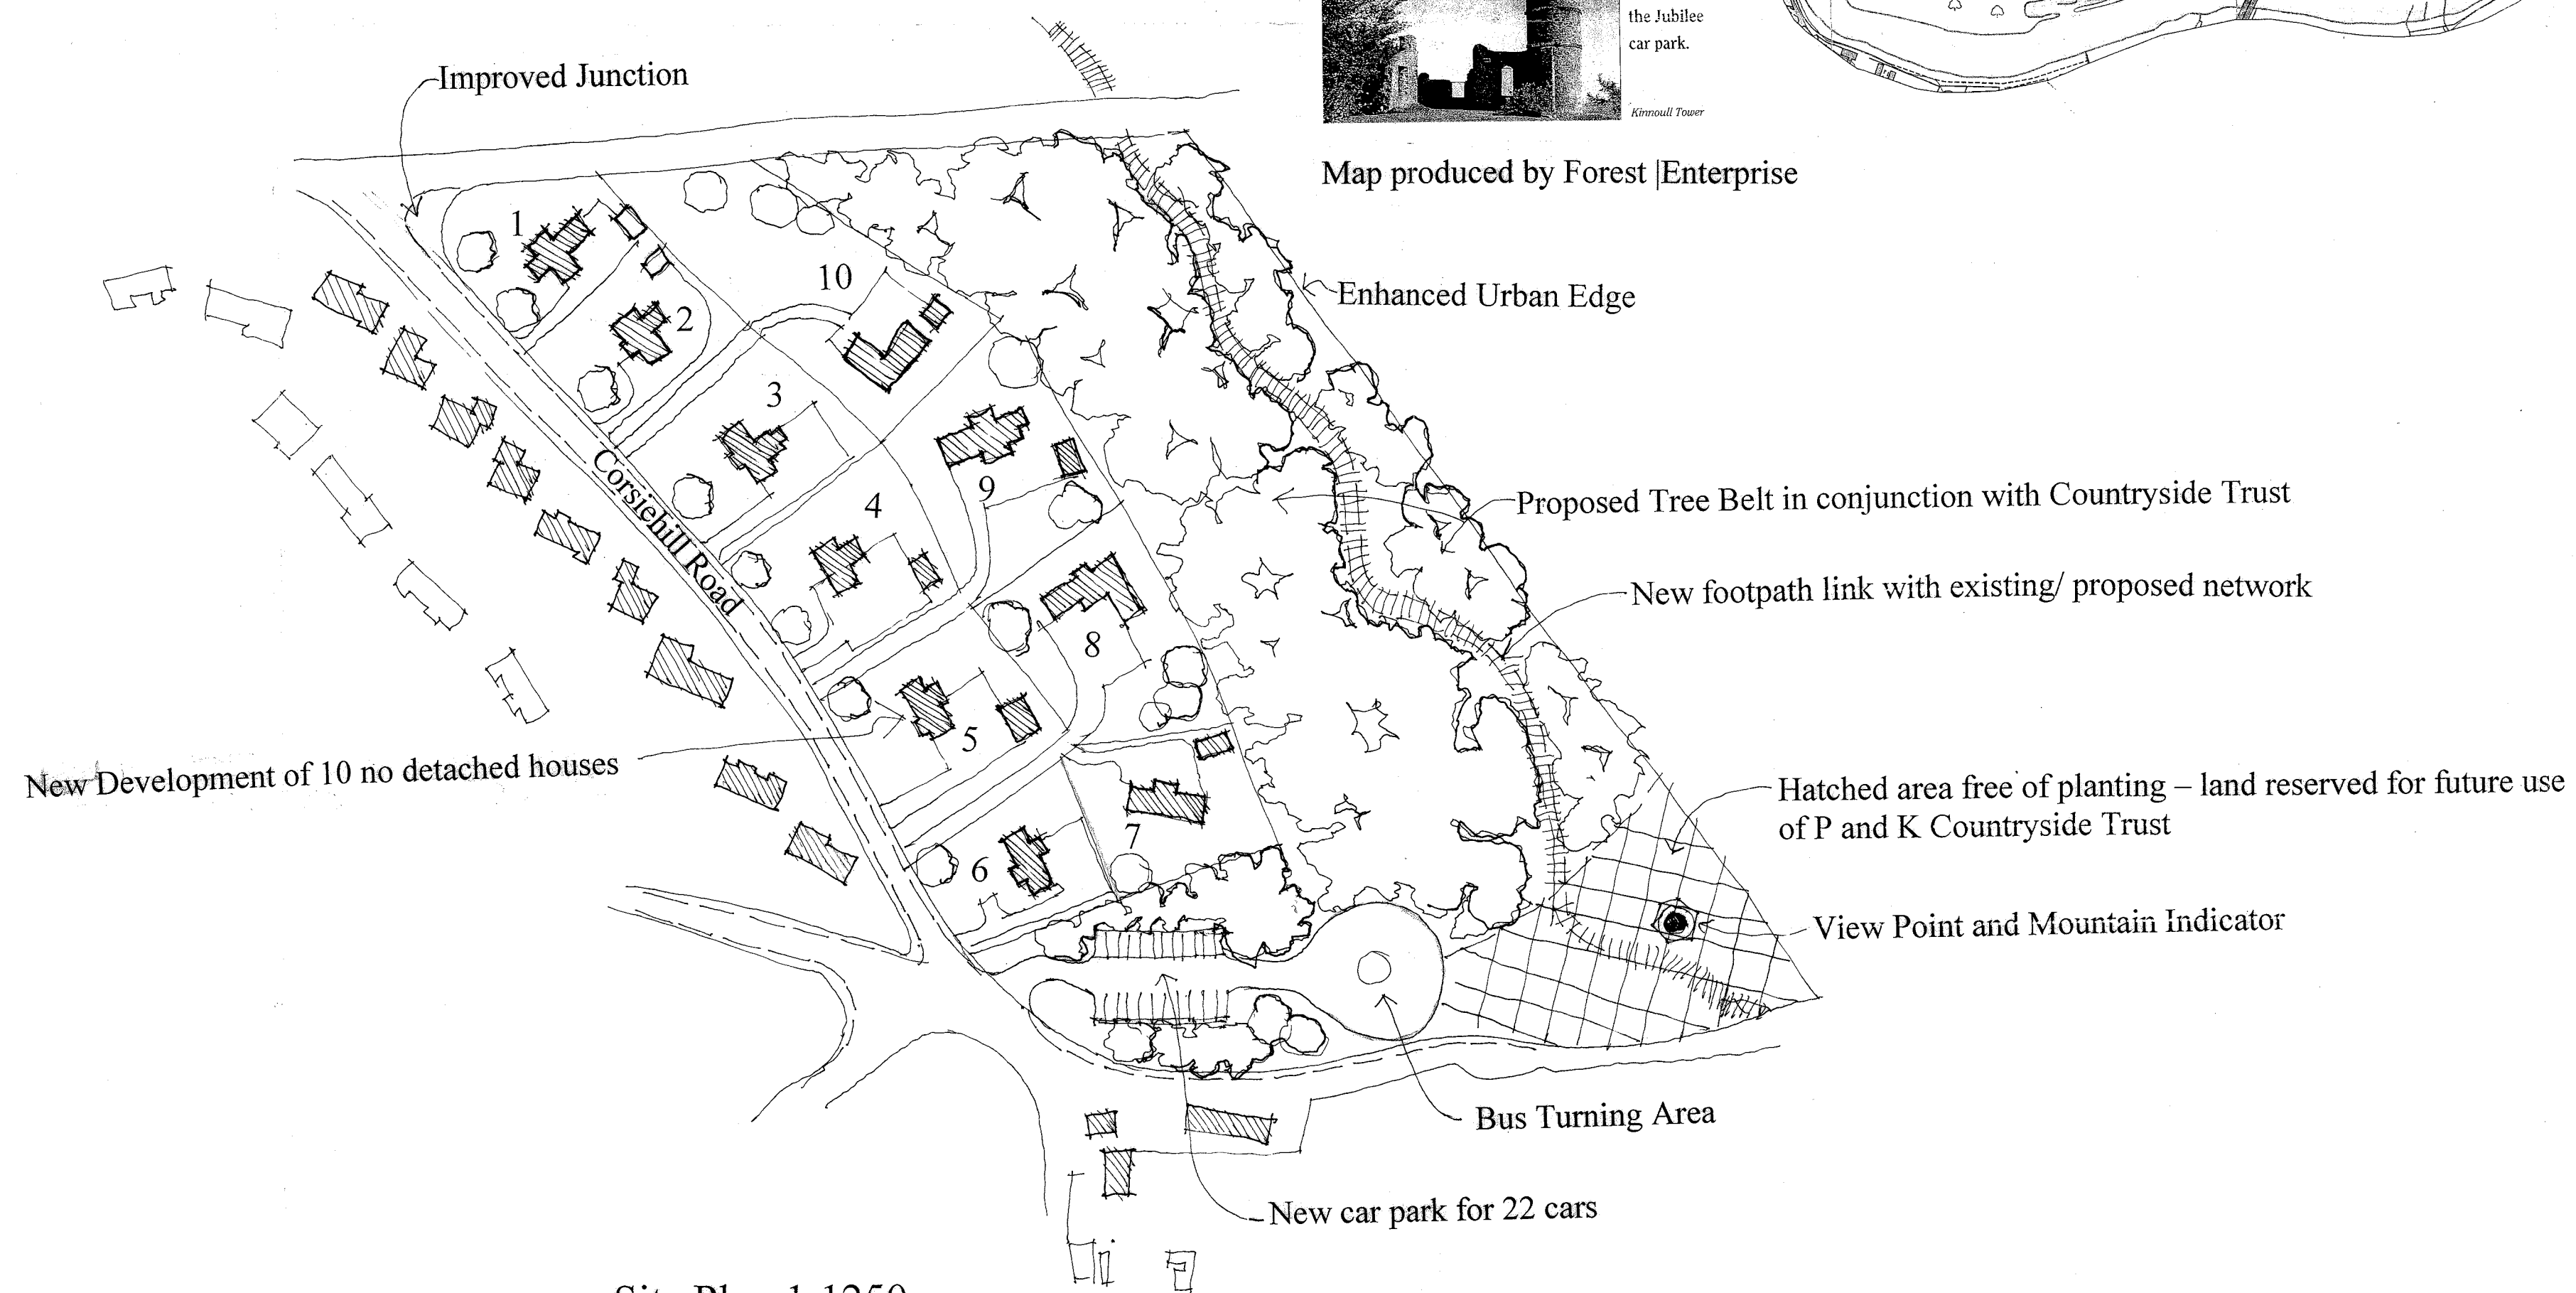 the Jubilee
car park.
Kinnoull Tower
Map produced by Forest |Enterprise
Improved Junction
Enhanced Urban Edge
1
2
10
3
4
9
Corsiehill Road
Proposed Tree Belt in conjunction with Countryside Trust
New footpath link with existing/ proposed network
8
5
New Development of 10 no detached houses
7
6
Hatched area free of planting – land reserved for future use
of P and K Countryside Trust
View Point and Mountain Indicator
Bus Turning Area
New car park for 22 cars
Site Plan 1:1250